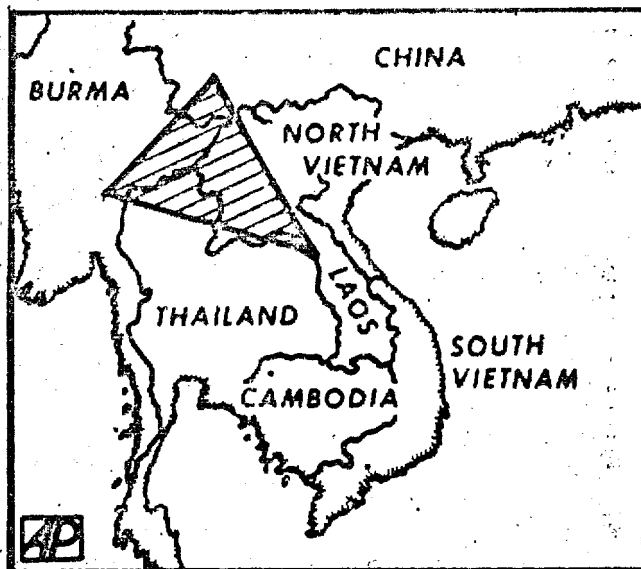 CHINA
BURMA
NORTH
VIETNAM
LAOS
THAILAND
SOUTH
VIETNAM
CAMBODIA
AP